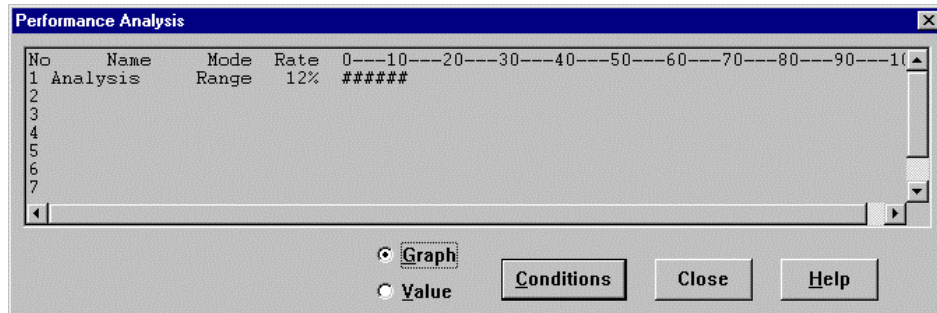 Performance Analysis
No Name Mode Rate 0---10---20---30---40---50---60---70---80---90---10
1 Analysis Range 12% ######
2
3
4
5
6
7
Graph
Value
Conditions
Close
Help